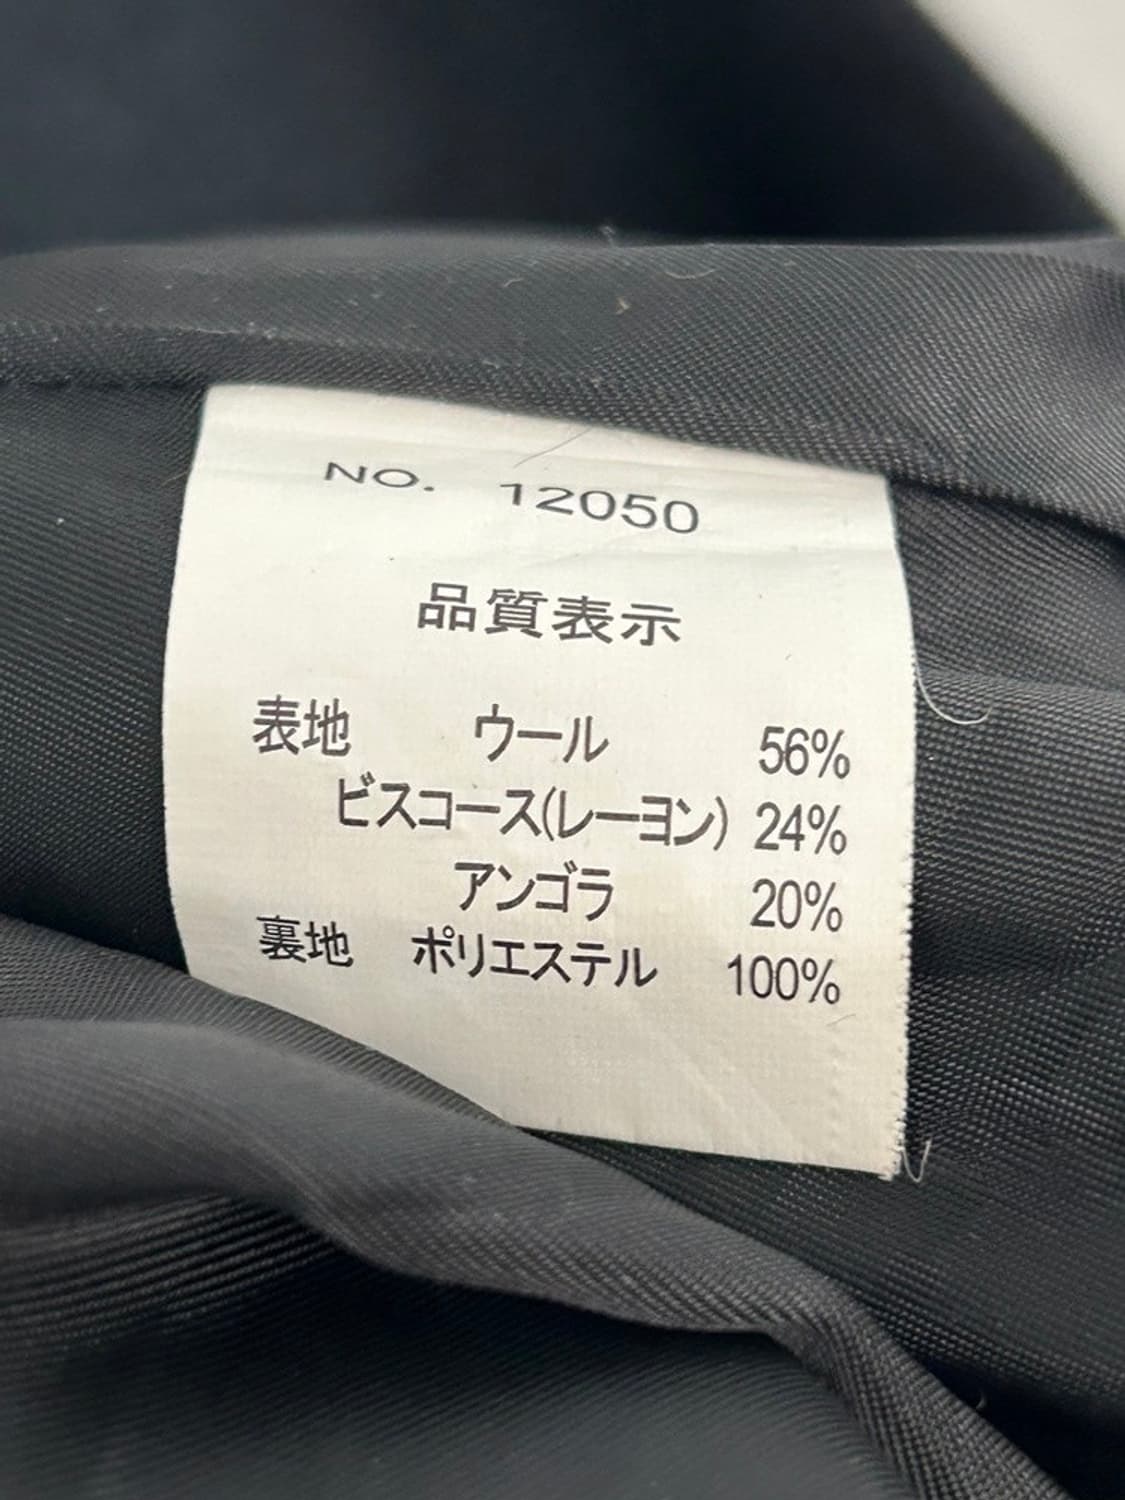 NO. 12050
品質表示
表地 ウール 56%
ビスコース(レーヨン) 24%
アンゴラ 20%
裏地 ポリエステル 100%